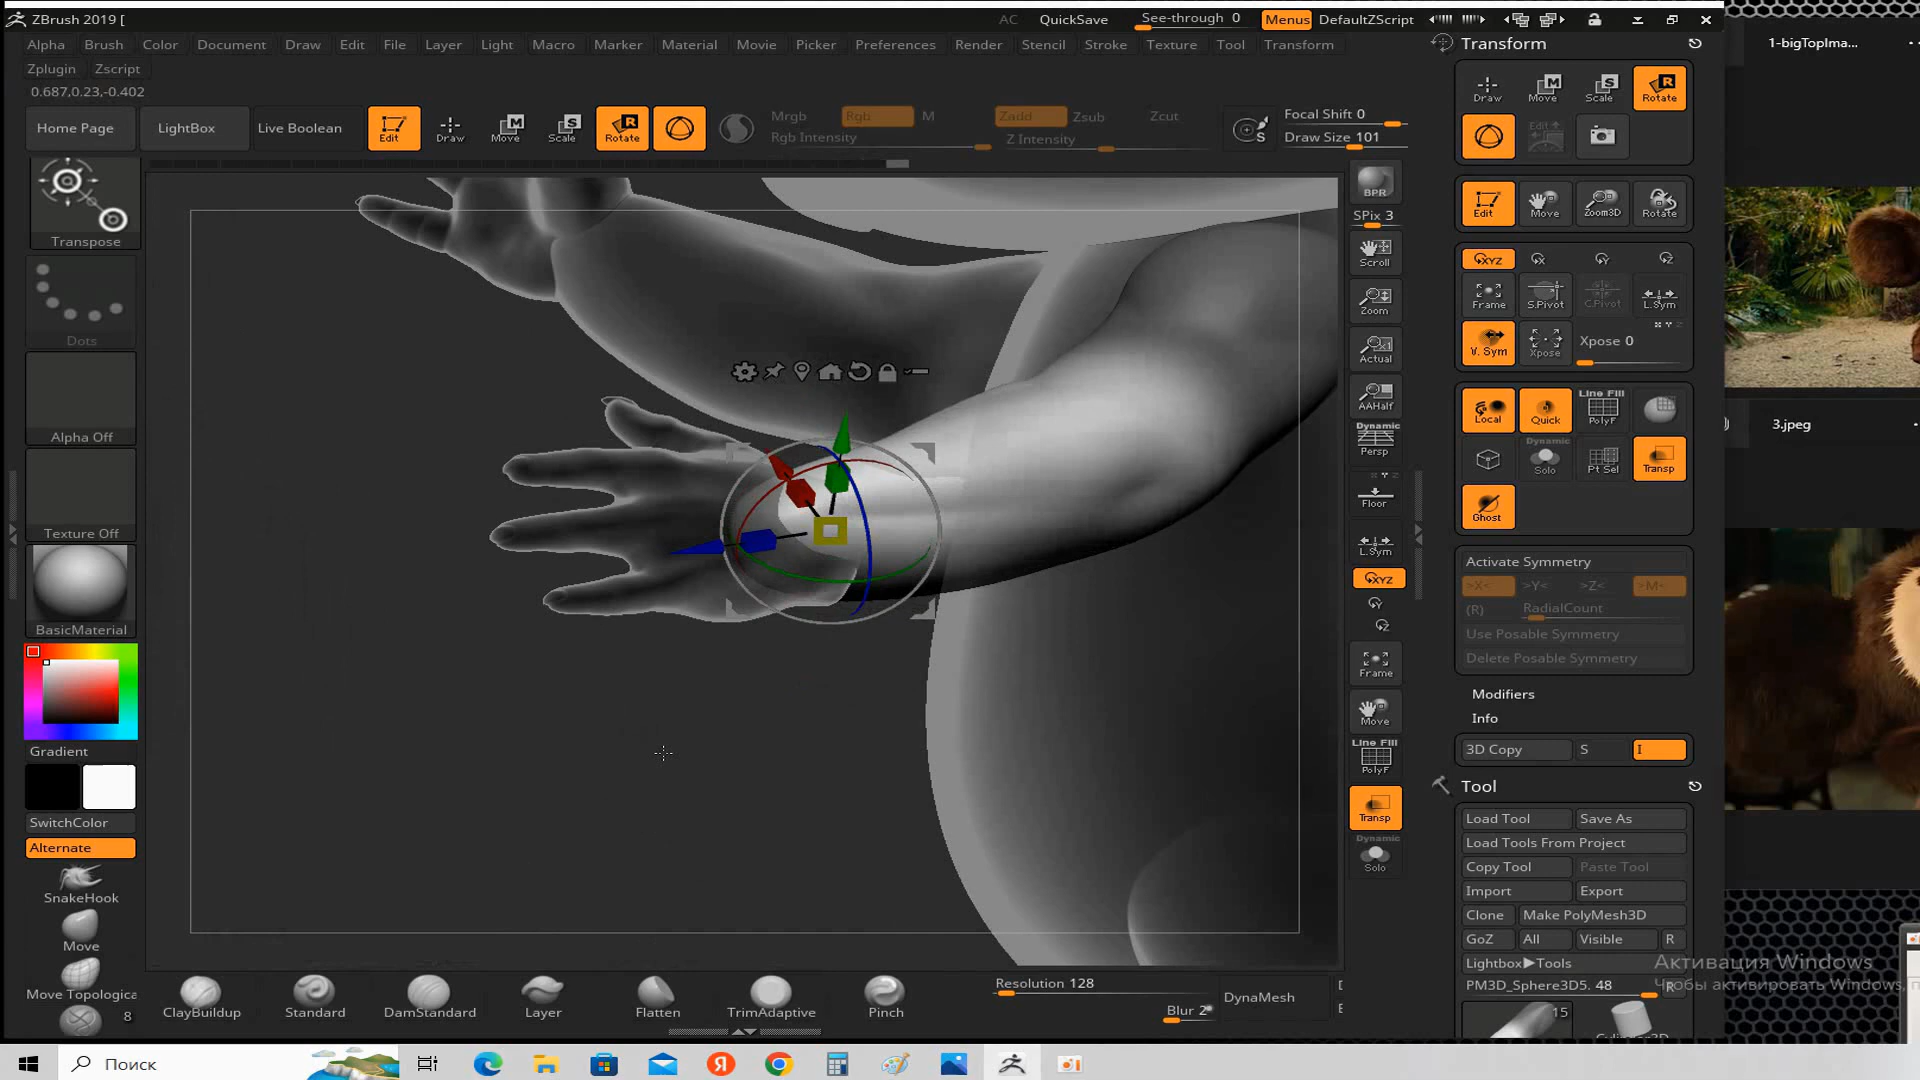 ZBrush 2019 [
AC
QuickSave
See-through 0
Menus
DefaultZScript
Alpha
Brush
Color
Document
Draw
Edit
File
Layer
Light
Macro
Marker
Material
Movie
Picker
Preferences
Render
Stencil
Stroke
Texture
Tool
Transform
Zplugin
Zscript
0.687,0.23,-0.402
Home Page
LightBox
Live Boolean
Edit
Draw
Move
Scale
Rotate
Mrgb
Rgb
M
Rgb Intensity
Zadd
Zsub
Zcut
Z Intensity
Focal Shift 0
Draw Size 101
Transpose
Dots
Alpha Off
Texture Off
BasicMaterial
Gradient
SwitchColor
Alternate
SnakeHook
Move
Move Topologica
8
BPR
SPix 3
Scroll
Zoom
Actual
AAHalf
Dynamic
Persp
Floor
L.Sym
XYZ
Y
Z
Frame
Move
Line Fill
PolyF
Transp
Dynamic
Solo
ClayBuildup
Standard
DamStandard
Layer
Flatten
TrimAdaptive
Pinch
Resolution 128
Blur 2
DynaMesh
Transform
Draw
Move
Scale
Rotate
Edit
Move
Zoom3D
Rotate
XYZ
X
Y
Z
Frame
S.Pivot
C.Pivot
L.Sym
V. Sym
Xpose
Xpose 0
Local
Quick
Line Fill
PolyF
Dynamic
Solo
Pt Sel
Transp
Ghost
Activate Symmetry
>X<
>Y<
>Z<
>M<
(R)
RadialCount
Use Posable Symmetry
Delete Posable Symmetry
Modifiers
Info
3D Copy
S
I
Tool
Load Tool
Save As
Load Tools From Project
Copy Tool
Paste Tool
Import
Export
Clone
Make PolyMesh3D
GoZ
All
Visible
R
Lightbox▶Tools
PM3D_Sphere3D5. 48
R
15
1-bigTopIma...
3.jpeg
Активация Windows
Чтобы активировать Windows,
Поиск